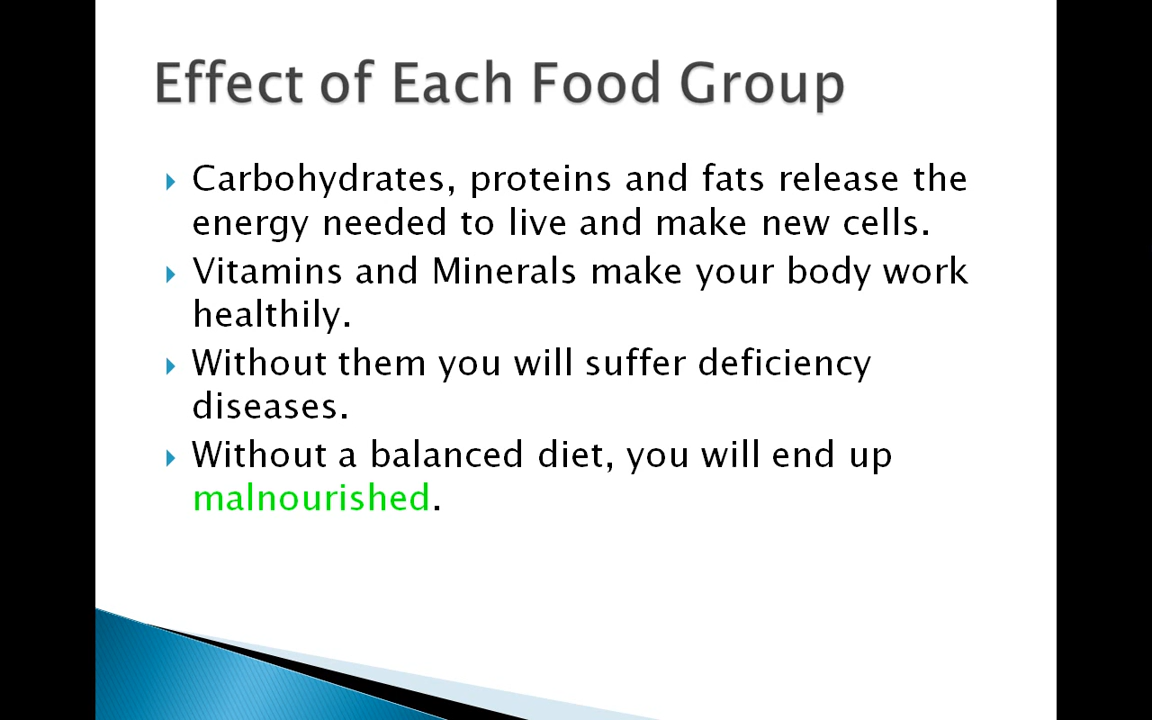 Effect of Each Food Group
Carbohydrates, proteins and fats release the
energy needed to live and make new cells.
Vitamins and Minerals make your body work
healthily.
Without them you will suffer deficiency
diseases.
Without a balanced diet, you will end up
malnourished.